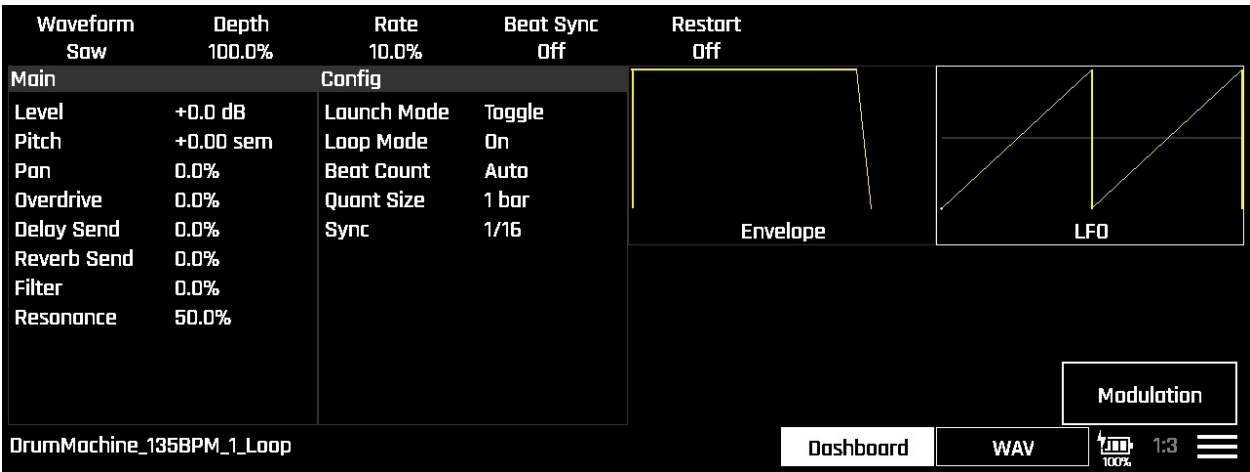 Waveform Depth Rate Beat Sync Restart
Saw 100.0% 10.0% Off Off
Main Config
Level +0.0 dB Launch Mode Toggle
Pitch +0.00 sem Loop Mode On
Pan 0.0% Beat Count Auto
Overdrive 0.0% Quant Size 1 bar
Delay Send 0.0% Sync 1/16
Envelope LFO
Reverb Send 0.0%
Filter 0.0%
Resonance 50.0%
Modulation
DrumMachine_135BPM_1_Loop Dashboard WAV 100% 1:3